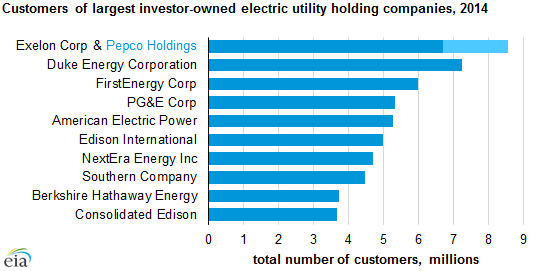 Customers of largest investor-owned electric utility holding companies, 2014
Exelon Corp & Pepco Holdings
Duke Energy Corporation
FirstEnergy Corp
PG&E Corp
American Electric Power
Edison International
NextEra Energy Inc
Southern Company
Berkshire Hathaway Energy
Consolidated Edison
0 1 2 3 4 5 6 7 8 9
total number of customers, millions
eia